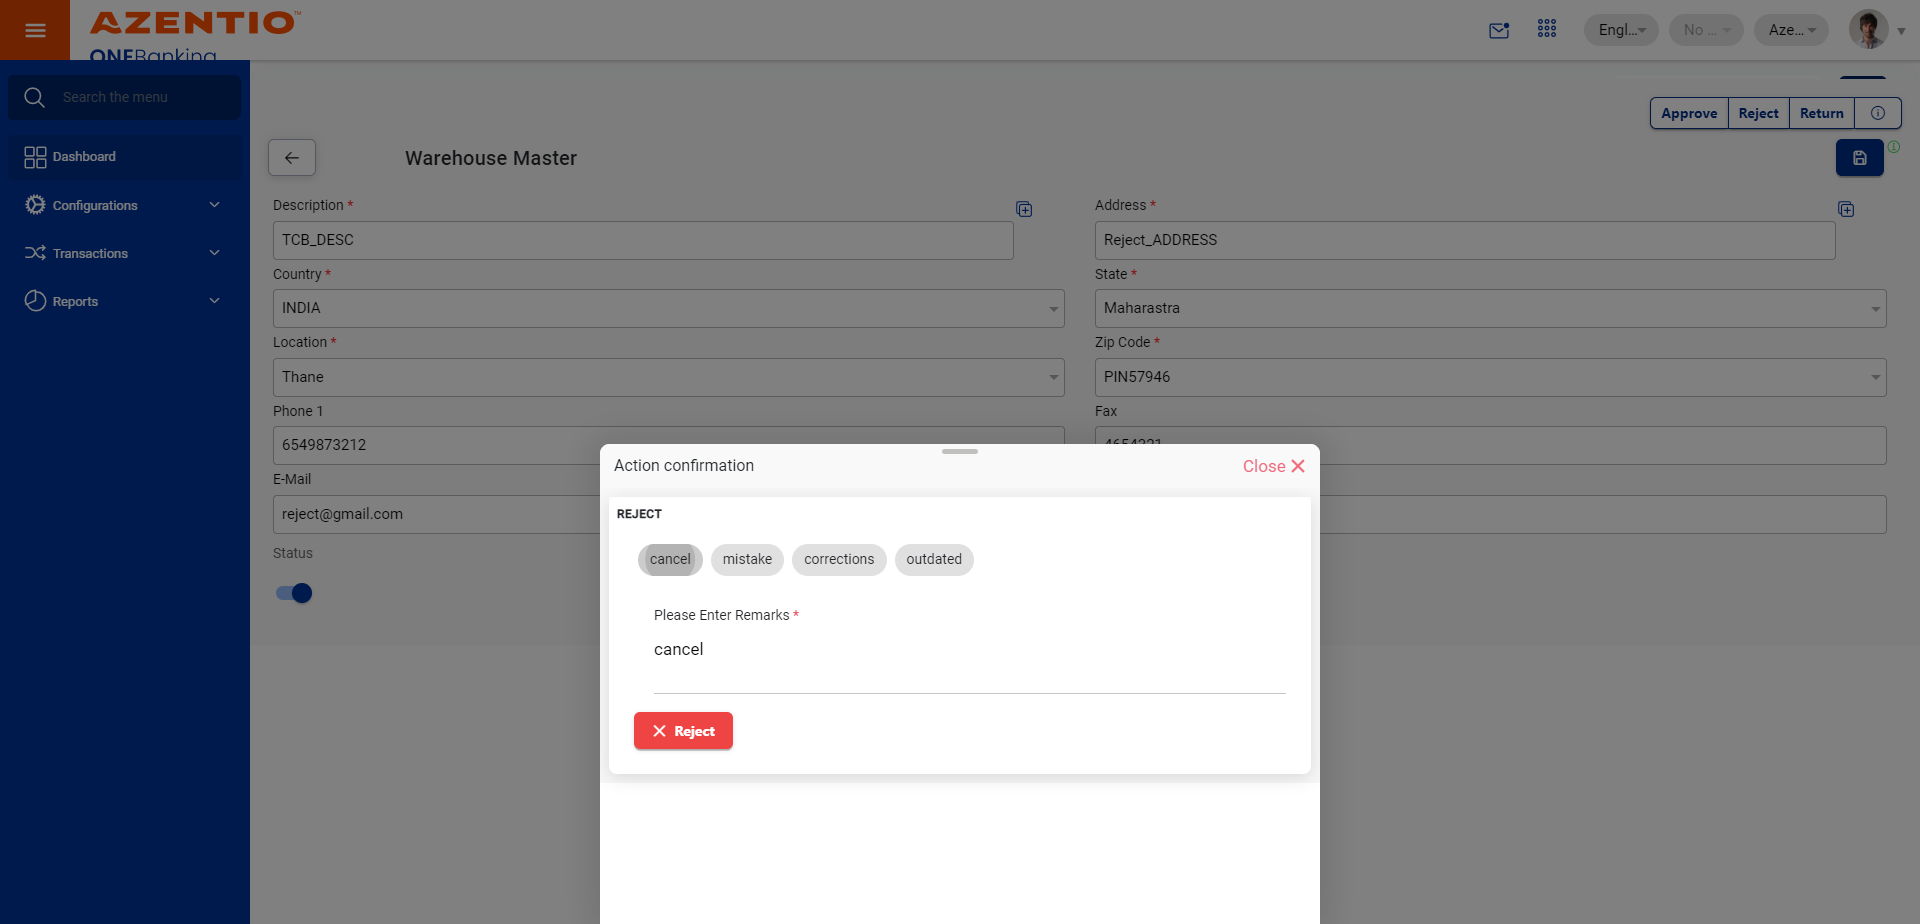 AZENTIO™
ONEBanking
Engl...
No ...
Aze...
Search the menu
Dashboard
Configurations
Transactions
Reports
Approve
Reject
Return
Warehouse Master
Description *
Address *
TCB_DESC
Reject_ADDRESS
Country *
State *
INDIA
Maharastra
Location *
Zip Code *
Thane
PIN57946
Phone 1
Fax
6549873212
4654321
E-Mail
reject@gmail.com
Status
Action confirmation
Close
REJECT
cancel
mistake
corrections
outdated
Please Enter Remarks *
cancel
Reject